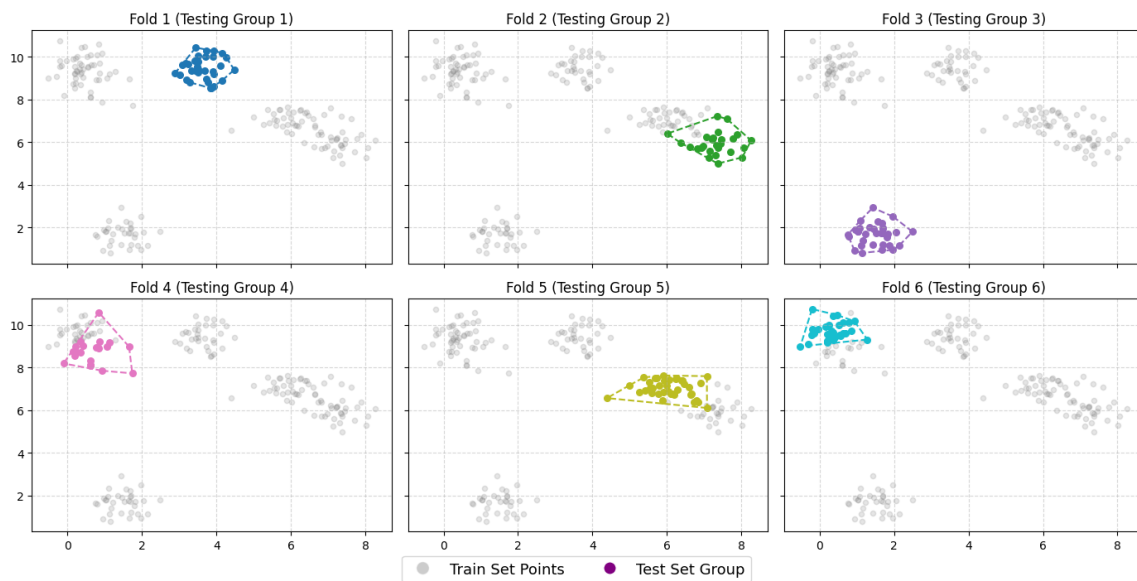 Fold 1 (Testing Group 1)
Fold 2 (Testing Group 2)
Fold 3 (Testing Group 3)
10
8
6
4
2
Fold 4 (Testing Group 4)
Fold 5 (Testing Group 5)
Fold 6 (Testing Group 6)
10
8
6
4
2
0 2 4 6 8
0 2 4 6 8
0 2 4 6 8
Train Set Points
Test Set Group